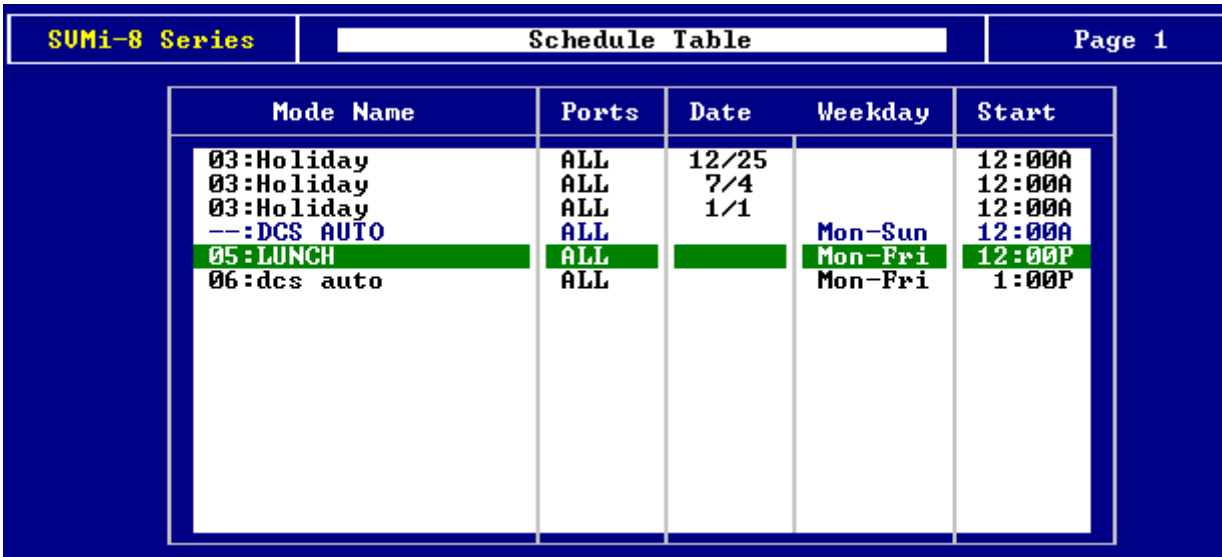 SVMi-8 Series Schedule Table Page 1
Mode Name Ports Date Weekday Start
03:Holiday ALL 12/25 12:00A
03:Holiday ALL 7/4 12:00A
03:Holiday ALL 1/1 12:00A
--:DCS AUTO ALL Mon-Sun 12:00A
05:LUNCH ALL Mon-Fri 12:00P
06:dcs auto ALL Mon-Fri 1:00P